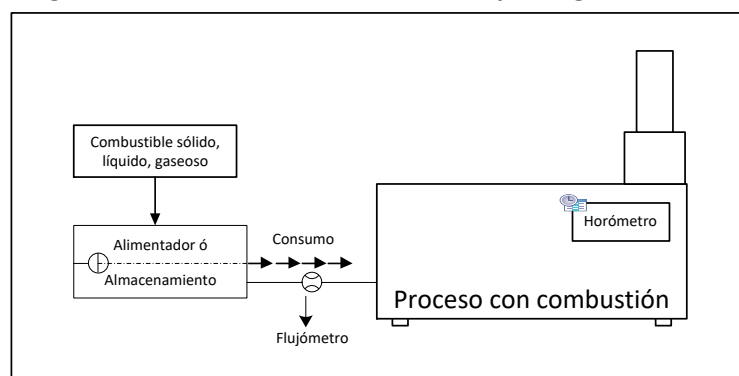 Combustible sólido,
líquido, gaseoso
Alimentador ó
Almacenamiento
Consumo
Flujómetro
Horómetro
Proceso con combustión